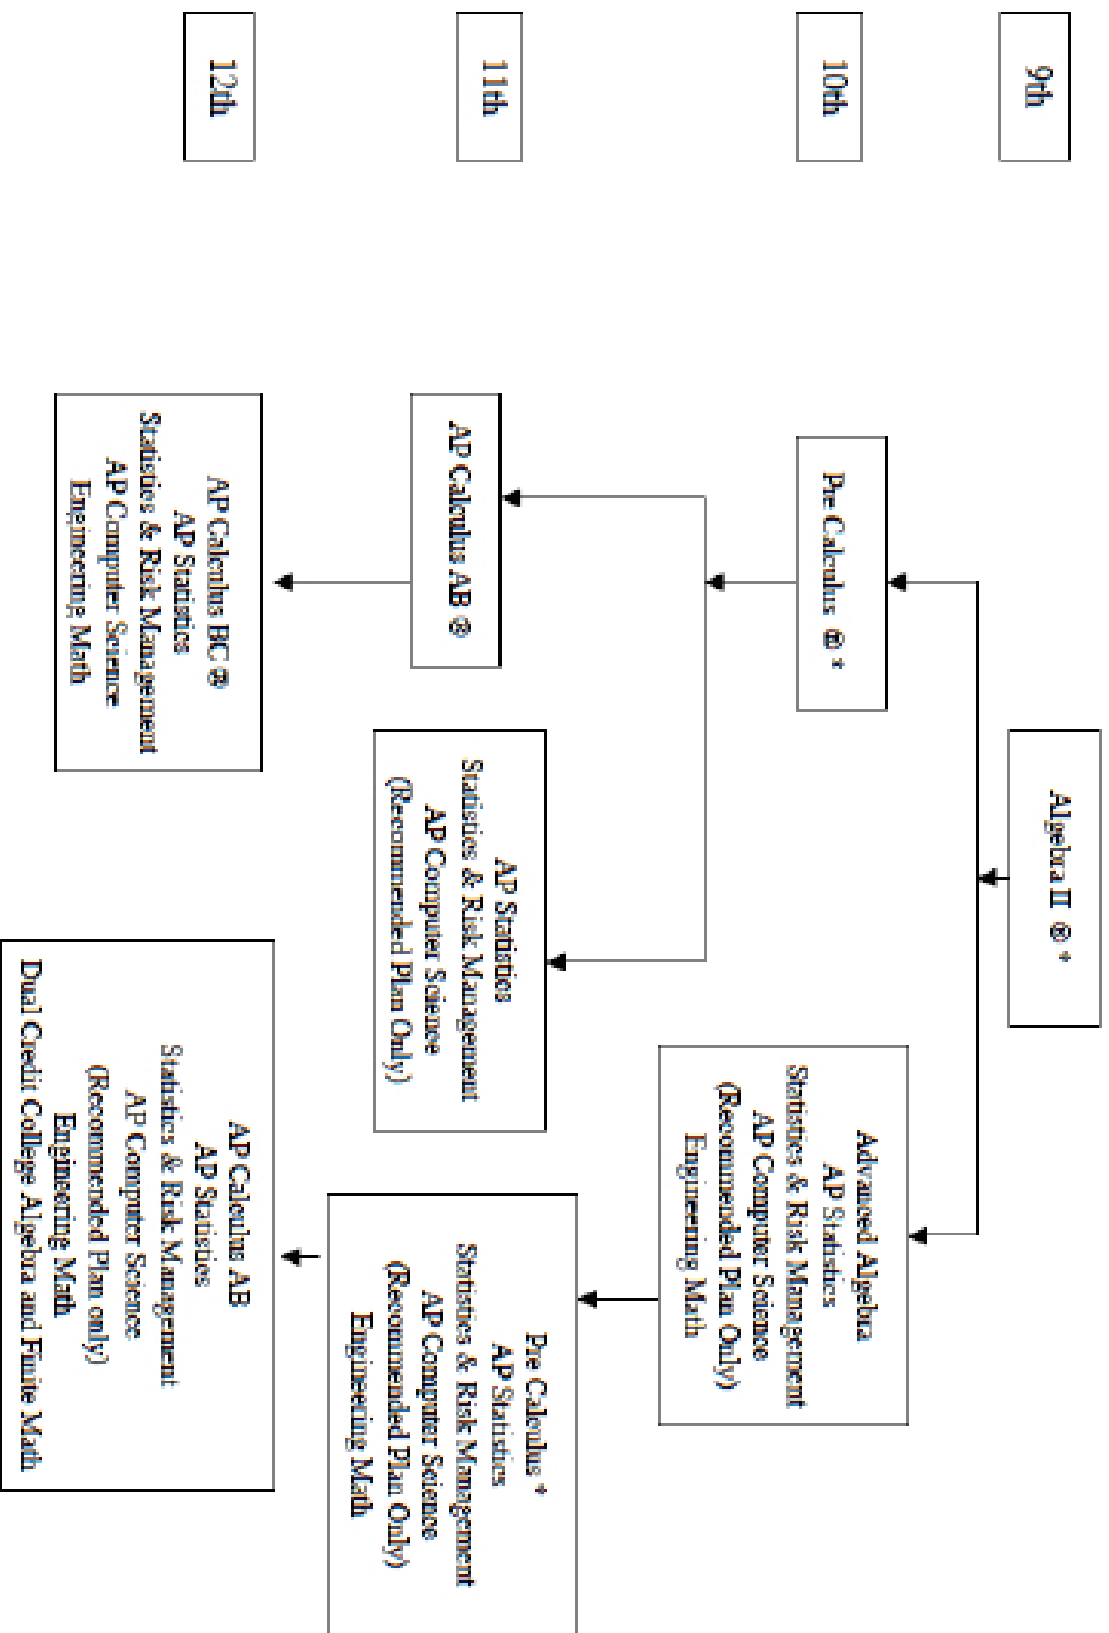 9th
Algebra II ® *
10th
Pre Calculus ® *
Advanced Algebra
AP Statistics
Statistics & Risk Management
AP Computer Science
(Recommended Plan Only)
Engineering Math
11th
AP Calculus AB ®
AP Statistics
Statistics & Risk Management
AP Computer Science
(Recommended Plan Only)
Pre Calculus *
AP Statistics
Statistics & Risk Management
AP Computer Science
(Recommended Plan Only)
Engineering Math
12th
AP Calculus BC ®
AP Statistics
Statistics & Risk Management
AP Computer Science
Engineering Math
AP Calculus AB
AP Statistics
Statistics & Risk Management
AP Computer Science
(Recommended Plan only)
Engineering Math
Dual Credit College Algebra and Finite Math